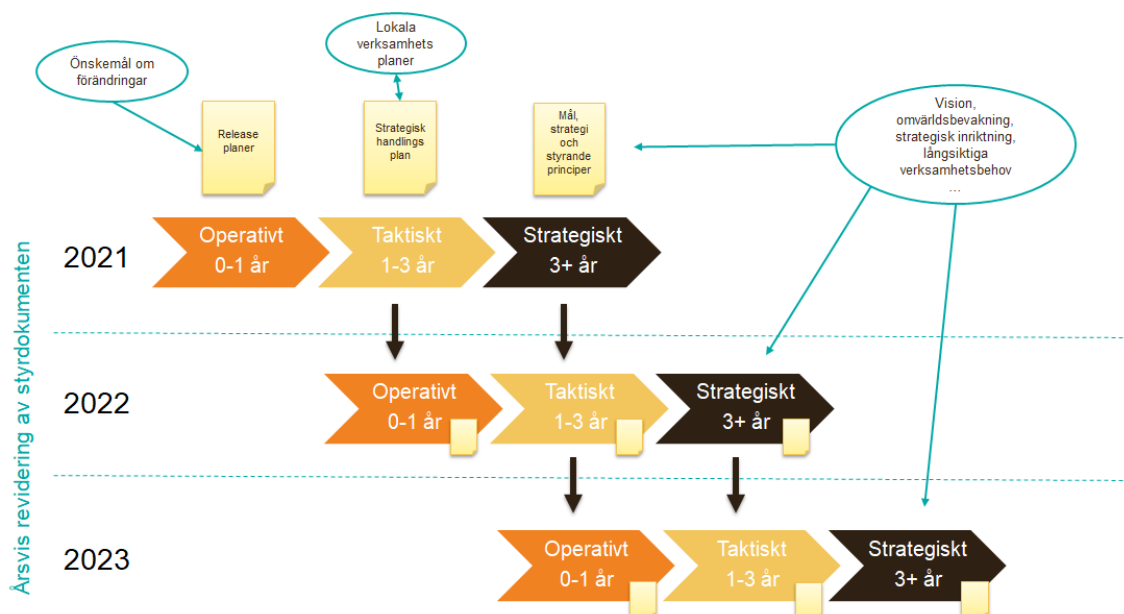 Önskemål om
förändringar
Lokala
verksamhets
planer
Vision,
omvärldsbevakning,
strategisk inriktning,
långsiktiga
verksamhetsbehov
...
Release
planer
Strategisk
handlings
plan
Mål,
strategi
och
styrande
principer
Årsvis revidering av styrdokumenten
2021
Operativt
0-1 år
Taktiskt
1-3 år
Strategiskt
3+ år
2022
Operativt
0-1 år
Taktiskt
1-3 år
Strategiskt
3+ år
2023
Operativt
0-1 år
Taktiskt
1-3 år
Strategiskt
3+ år